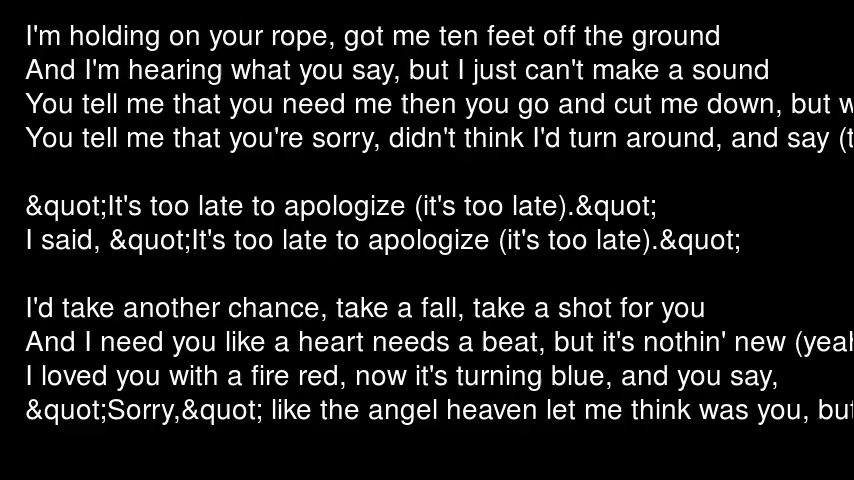 I'm holding on your rope, got me ten feet off the ground
And I'm hearing what you say, but I just can't make a sound
You tell me that you need me then you go and cut me down, but
You tell me that you're sorry, didn't think I'd turn around, and say
&quot;It's too late to apologize (it's too late).&quot;
I said, &quot;It's too late to apologize (it's too late).&quot;
I'd take another chance, take a fall, take a shot for you
And I need you like a heart needs a beat, but it's nothin' new (yeah
I loved you with a fire red, now it's turning blue, and you say,
&quot;Sorry,&quot; like the angel heaven let me think was you, but